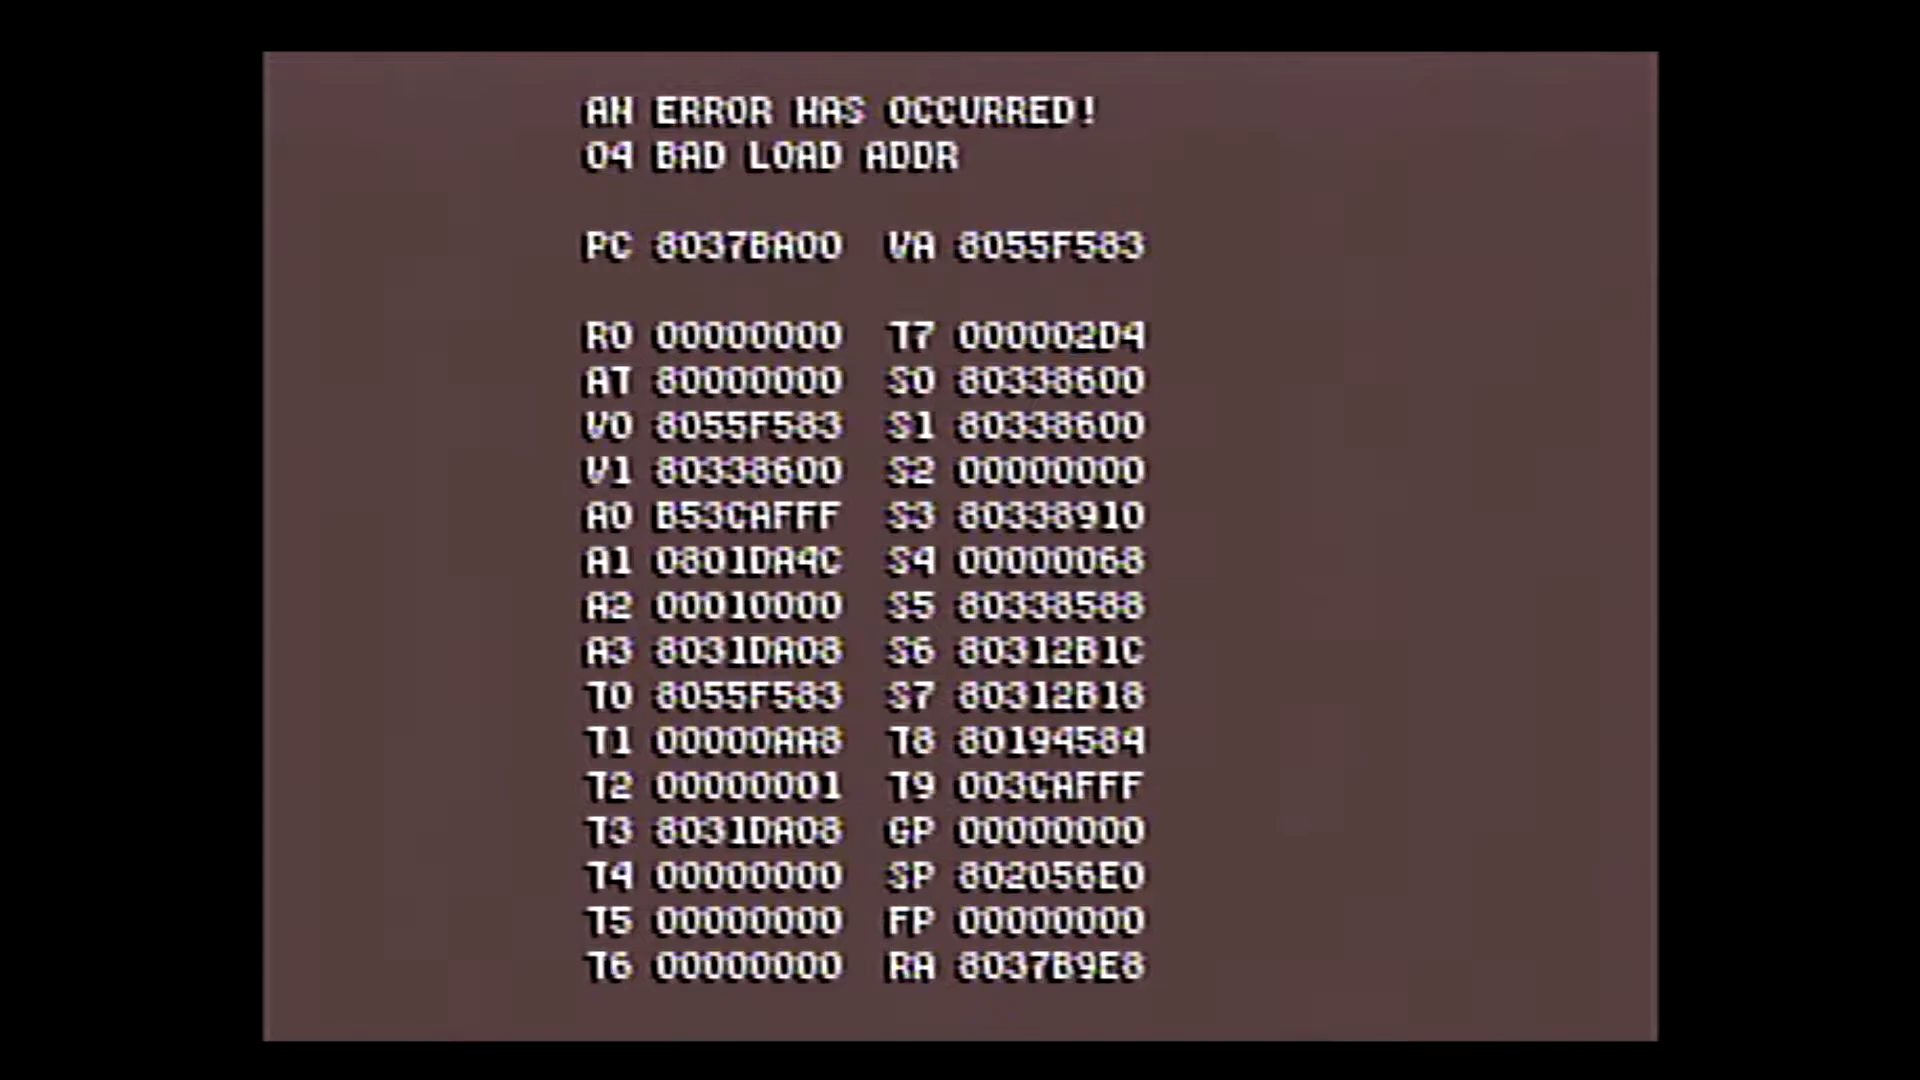 AN ERROR HAS OCCURRED!
04 BAD LOAD ADDR
PC 8037BA00 VA 8055F583
R0 00000000 T7 000002D4
AT 80000000 S0 80338600
V0 8055F583 S1 80338600
V1 80338600 S2 00000000
A0 B53CAFFF S3 80338910
A1 0801DA4C S4 00000068
A2 00010000 S5 80338588
A3 8031DA08 S6 80312B1C
T0 8055F583 S7 80312B18
T1 00000AA8 T8 80194584
T2 00000001 T9 003CAFFF
T3 8031DA08 GP 00000000
T4 00000000 SP 802056E0
T5 00000000 FP 00000000
T6 00000000 RA 8037B9E8